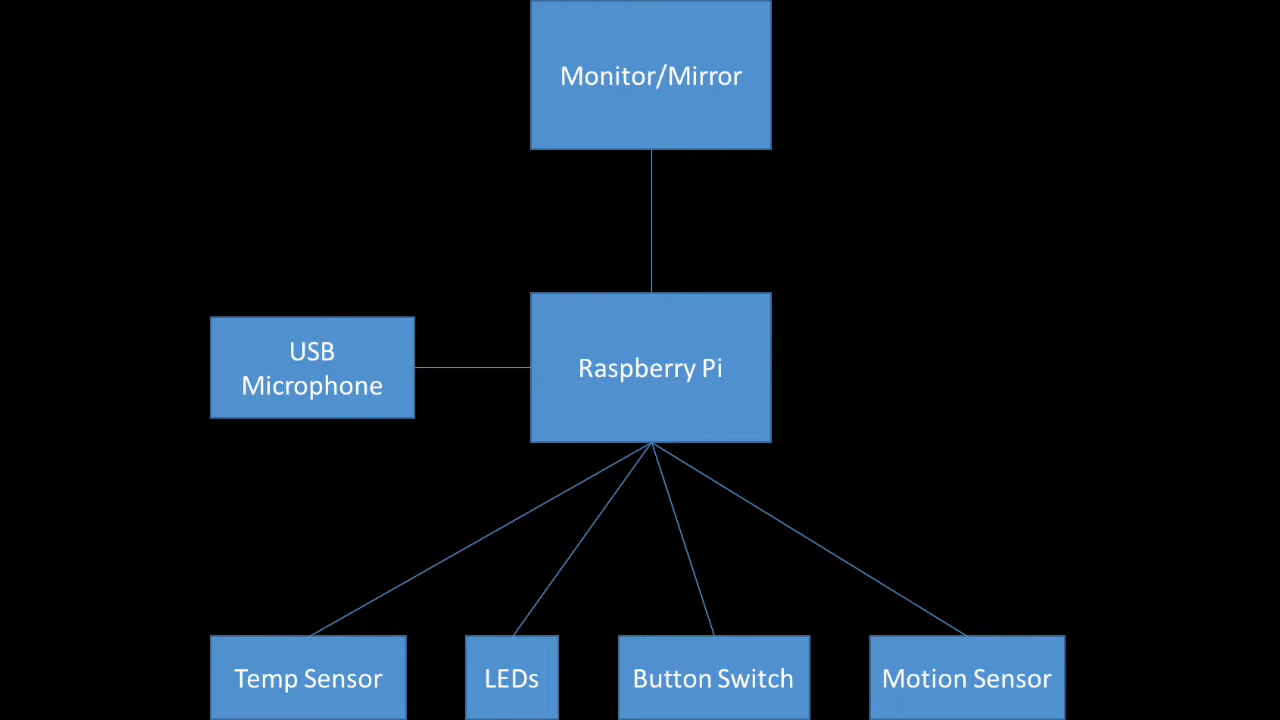 Monitor/Mirror
USB
Microphone
Raspberry Pi
Temp Sensor
LEDs
Button Switch
Motion Sensor